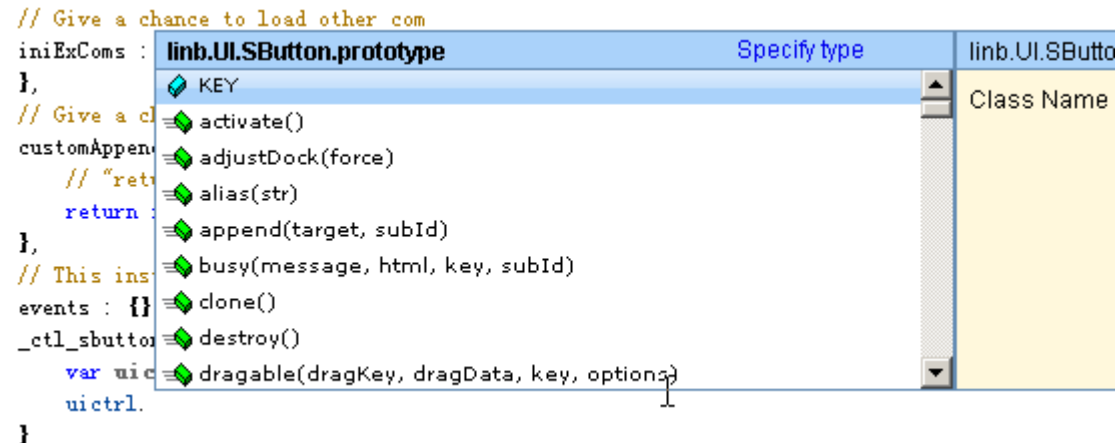 // Give a chance to load other com
iniExComs :
},
// Give a
customAppen
//
return
},
// This ins
events : {}
_ctl_sbutto
var uic
uictrl.
}
linb.UI.SButton.prototype Specify type
KEY
activate()
adjustDock(force)
alias(str)
append(target, subId)
busy(message, html, key, subId)
clone()
destroy()
dragable(dragKey, dragData, key, options)
linb.UI.SButto
Class Name